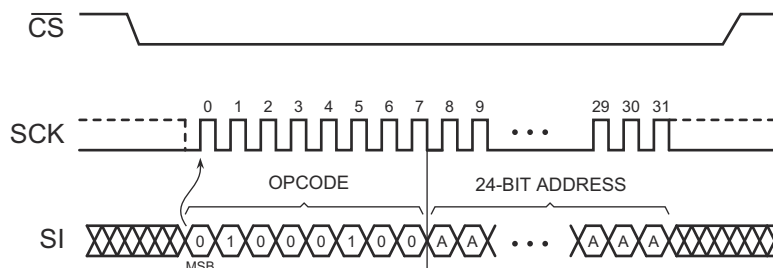 CS
0 1 2 3 4 5 6 7 8 9 29 30 31
SCK
OPCODE 24-BIT ADDRESS
SI 0 1 0 0 0 1 0 0 A A A A A
MSB